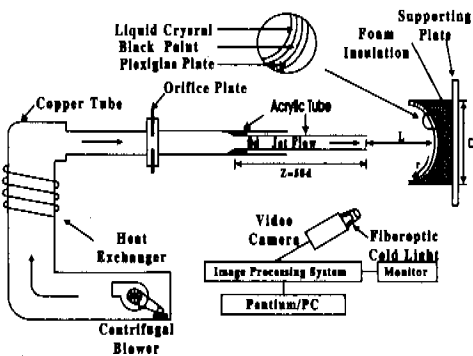 Liquid Crystal
Black Paint
Plexiglas Plate
Supporting
Plate
Foam
Insulation
Orifice Plate
Copper Tube
Acrylic Tube
d
Jet Flow
L
D
r
Z=58d
Heat
Exchanger
Video
Camera
Fiberoptic
Cold Light
Image Processing System
Monitor
Pentium/PC
Centrifugal
Blower